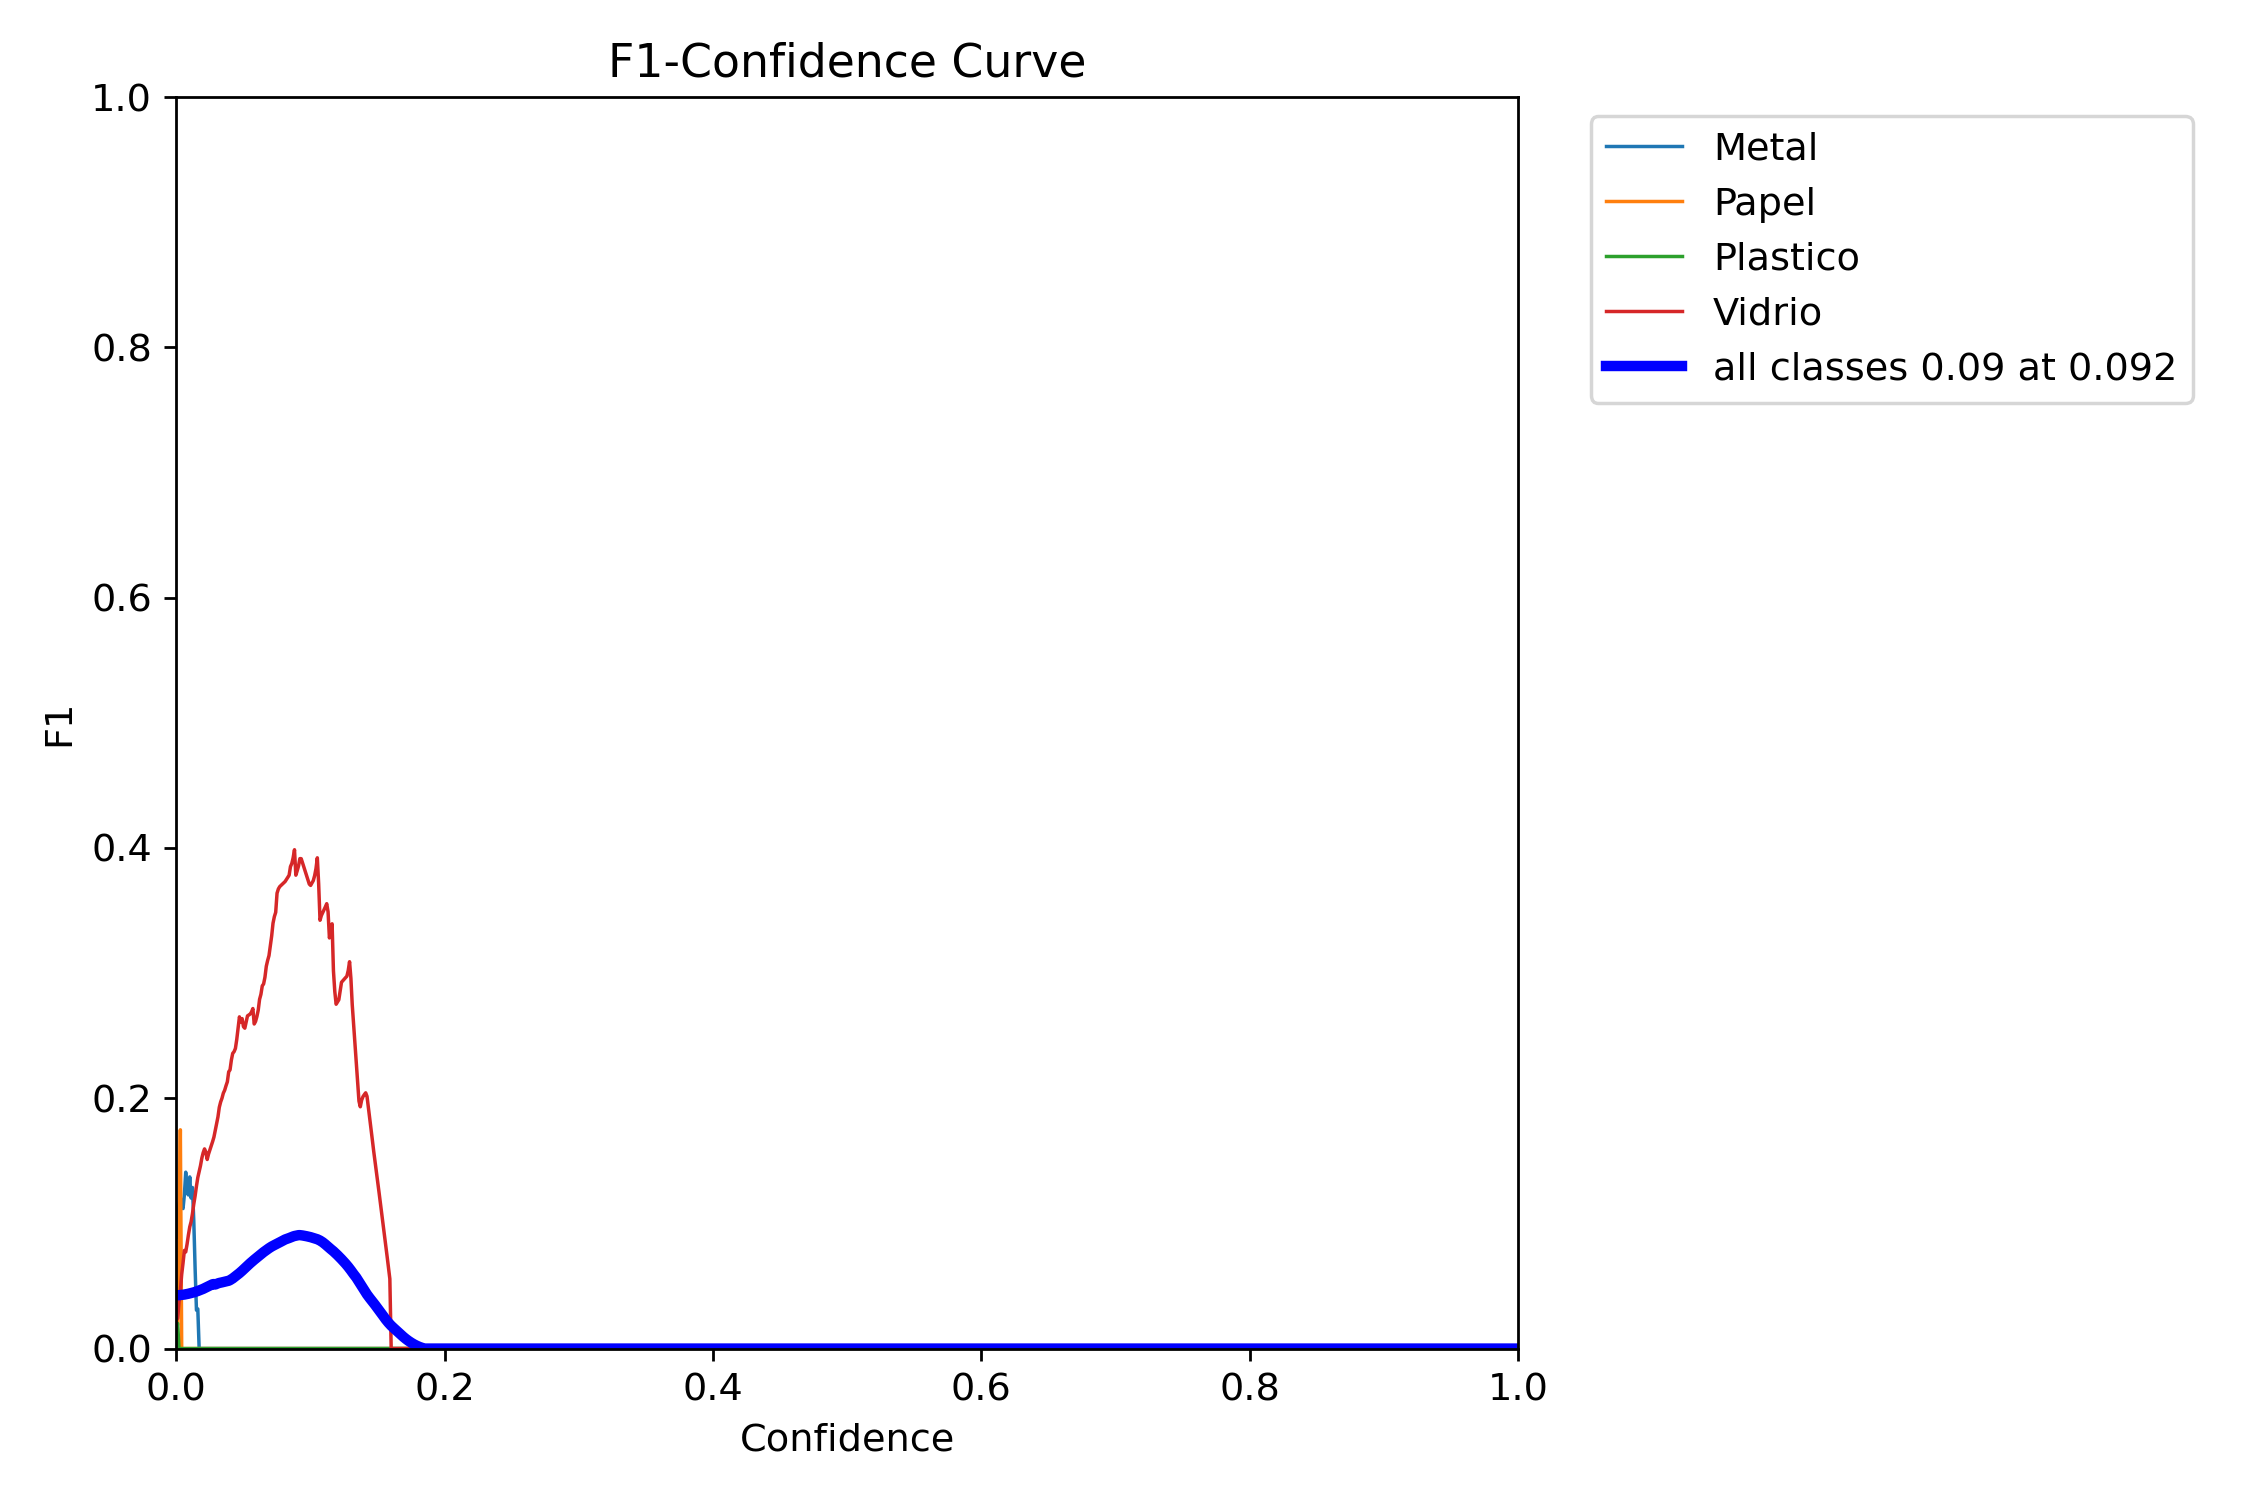 F1-Confidence Curve
1.0
0.8
0.6
0.4
0.2
0.0
F1
0.0 0.2 0.4 0.6 0.8 1.0
Confidence
Metal
Papel
Plastico
Vidrio
all classes 0.09 at 0.092